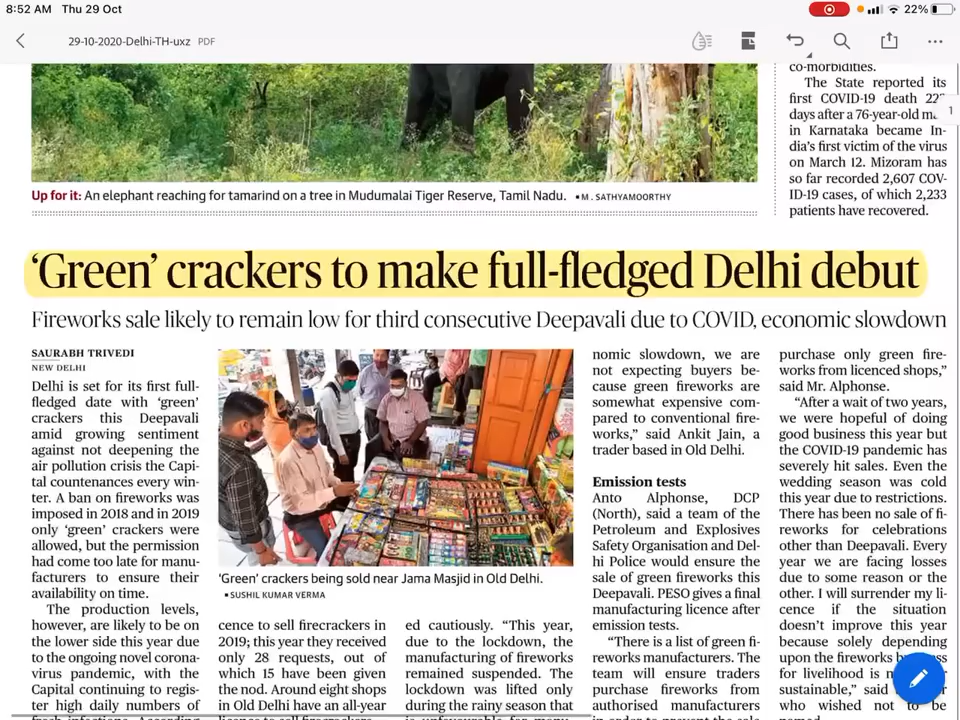 8:52 AM Thu 29 Oct
22%
29-10-2020-Delhi-TH-uxz PDF
1
Up for it: An elephant reaching for tamarind on a tree in Mudumalai Tiger Reserve, Tamil Nadu. ▪ M. SATHYAMOORTHY
co-morbidities.
The State reported its
first COVID-19 death
days after a 76-year-old
in Karnataka became In-
dia's first victim of the virus
on March 12. Mizoram has
so far recorded 2,607 COV-
ID-19 cases, of which 2,233
patients have recovered.
'Green' crackers to make full-fledged Delhi debut
Fireworks sale likely to remain low for third consecutive Deepavali due to COVID, economic slowdown
SAURABH TRIVEDI
NEW DELHI
Delhi is set for its first full-
fledged date with 'green'
crackers this Deepavali
amid growing sentiment
against not deepening the
air pollution crisis the Capi-
tal countenances every win-
ter. A ban on fireworks was
imposed in 2018 and in 2019
only 'green' crackers were
allowed, but the permission
had come too late for manu-
facturers to ensure their
availability on time.
The production levels,
however, are likely to be on
the lower side this year due
to the ongoing novel corona-
virus pandemic, with the
Capital continuing to regis-
ter high daily numbers of
fresh infections. According
'Green' crackers being sold near Jama Masjid in Old Delhi.
▪ SUSHIL KUMAR VERMA
cence to sell firecrackers in
2019; this year they received
only 28 requests, out of
which 15 have been given
the nod. Around eight shops
in Old Delhi have an all-year
licence to sell firecrackers.
ed cautiously. "This year,
due to the lockdown, the
manufacturing of fireworks
remained suspended. The
lockdown was lifted only
during the rainy season that
is unfavourable for
nomic slowdown, we are
not expecting buyers be-
cause green fireworks are
somewhat expensive com-
pared to conventional fire-
works," said Ankit Jain, a
trader based in Old Delhi.
Emission tests
Anto Alphonse, DCP
(North), said a team of the
Petroleum and Explosives
Safety Organisation and Del-
hi Police would ensure the
sale of green fireworks this
Deepavali. PESO gives a final
manufacturing licence after
emission tests.
"There is a list of green fi-
reworks manufacturers. The
team will ensure traders
purchase fireworks from
authorised manufacturers
in order to prevent the sale
purchase only green fire-
works from licenced shops,"
said Mr. Alphonse.
"After a wait of two years,
we were hopeful of doing
good business this year but
the COVID-19 pandemic has
severely hit sales. Even the
wedding season was cold
this year due to restrictions.
There has been no sale of fi-
reworks for celebrations
other than Deepavali. Every
year we are facing losses
due to some reason or the
other. I will surrender my li-
cence if the situation
doesn't improve this year
because solely depending
upon the fireworks
for livelihood is
sustainable," said
who wished not to be